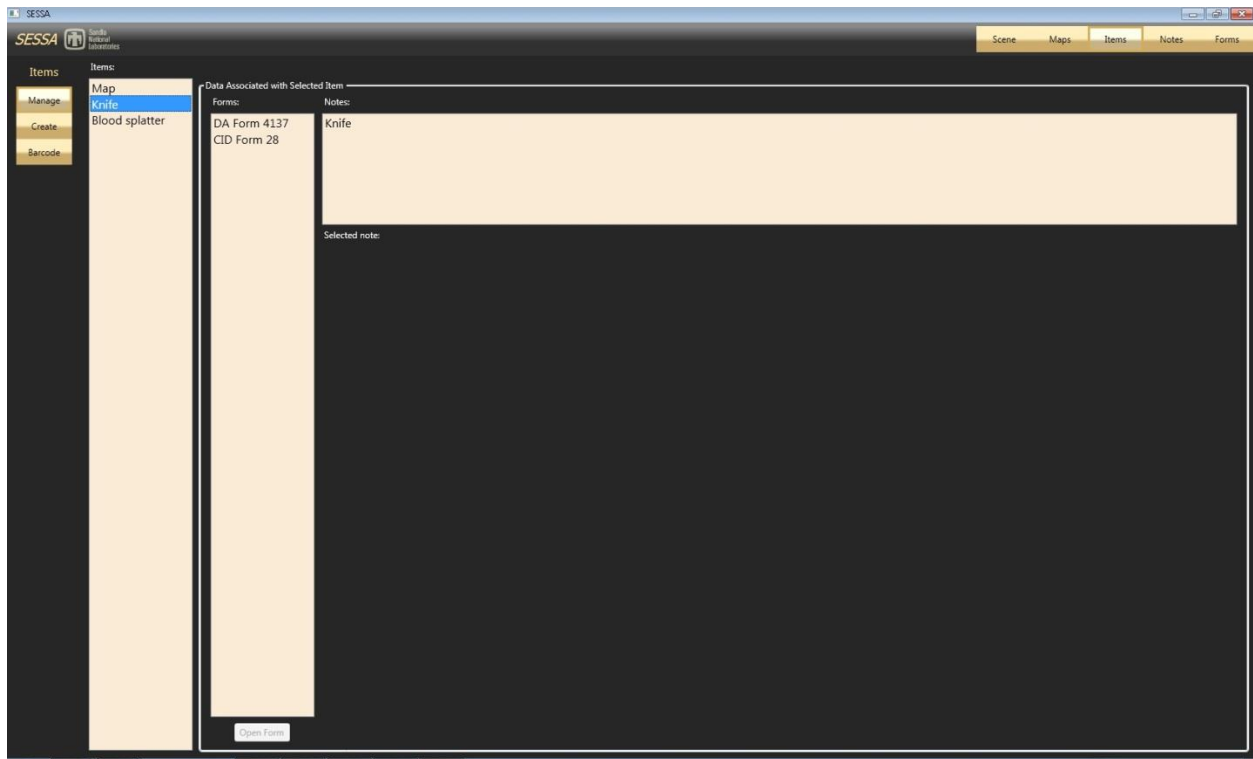 SESSA
SESSA
Sandia
National
Laboratories
Scene
Maps
Items
Notes
Forms
Items
Manage
Create
Barcode
Items:
Map
Knife
Blood splatter
Data Associated with Selected Item
Forms:
DA Form 4137
CID Form 28
Open Form
Notes:
Knife
Selected note: